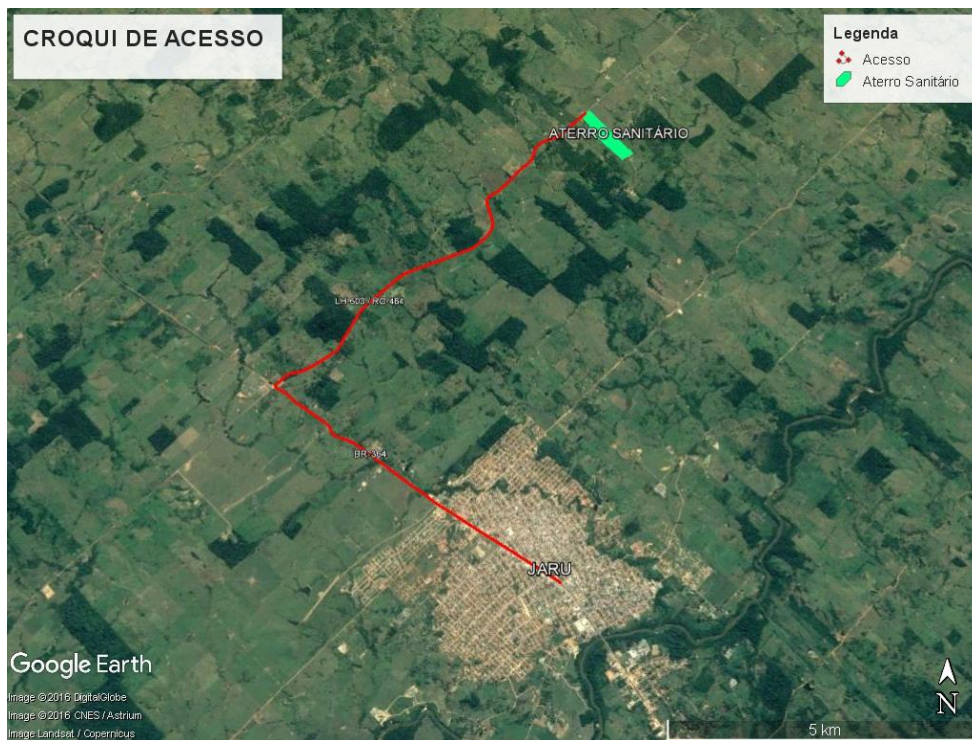 CROQUI DE ACESSO
Legenda
Acesso
Aterro Sanitário
ATERRO SANITÁRIO
LH-603 / RO-464
BR-364
JARU
Google Earth
Image © 2016 DigitalGlobe
Image © 2016 CNES / Astrium
Image Landsat / Copernicus
N
5 km